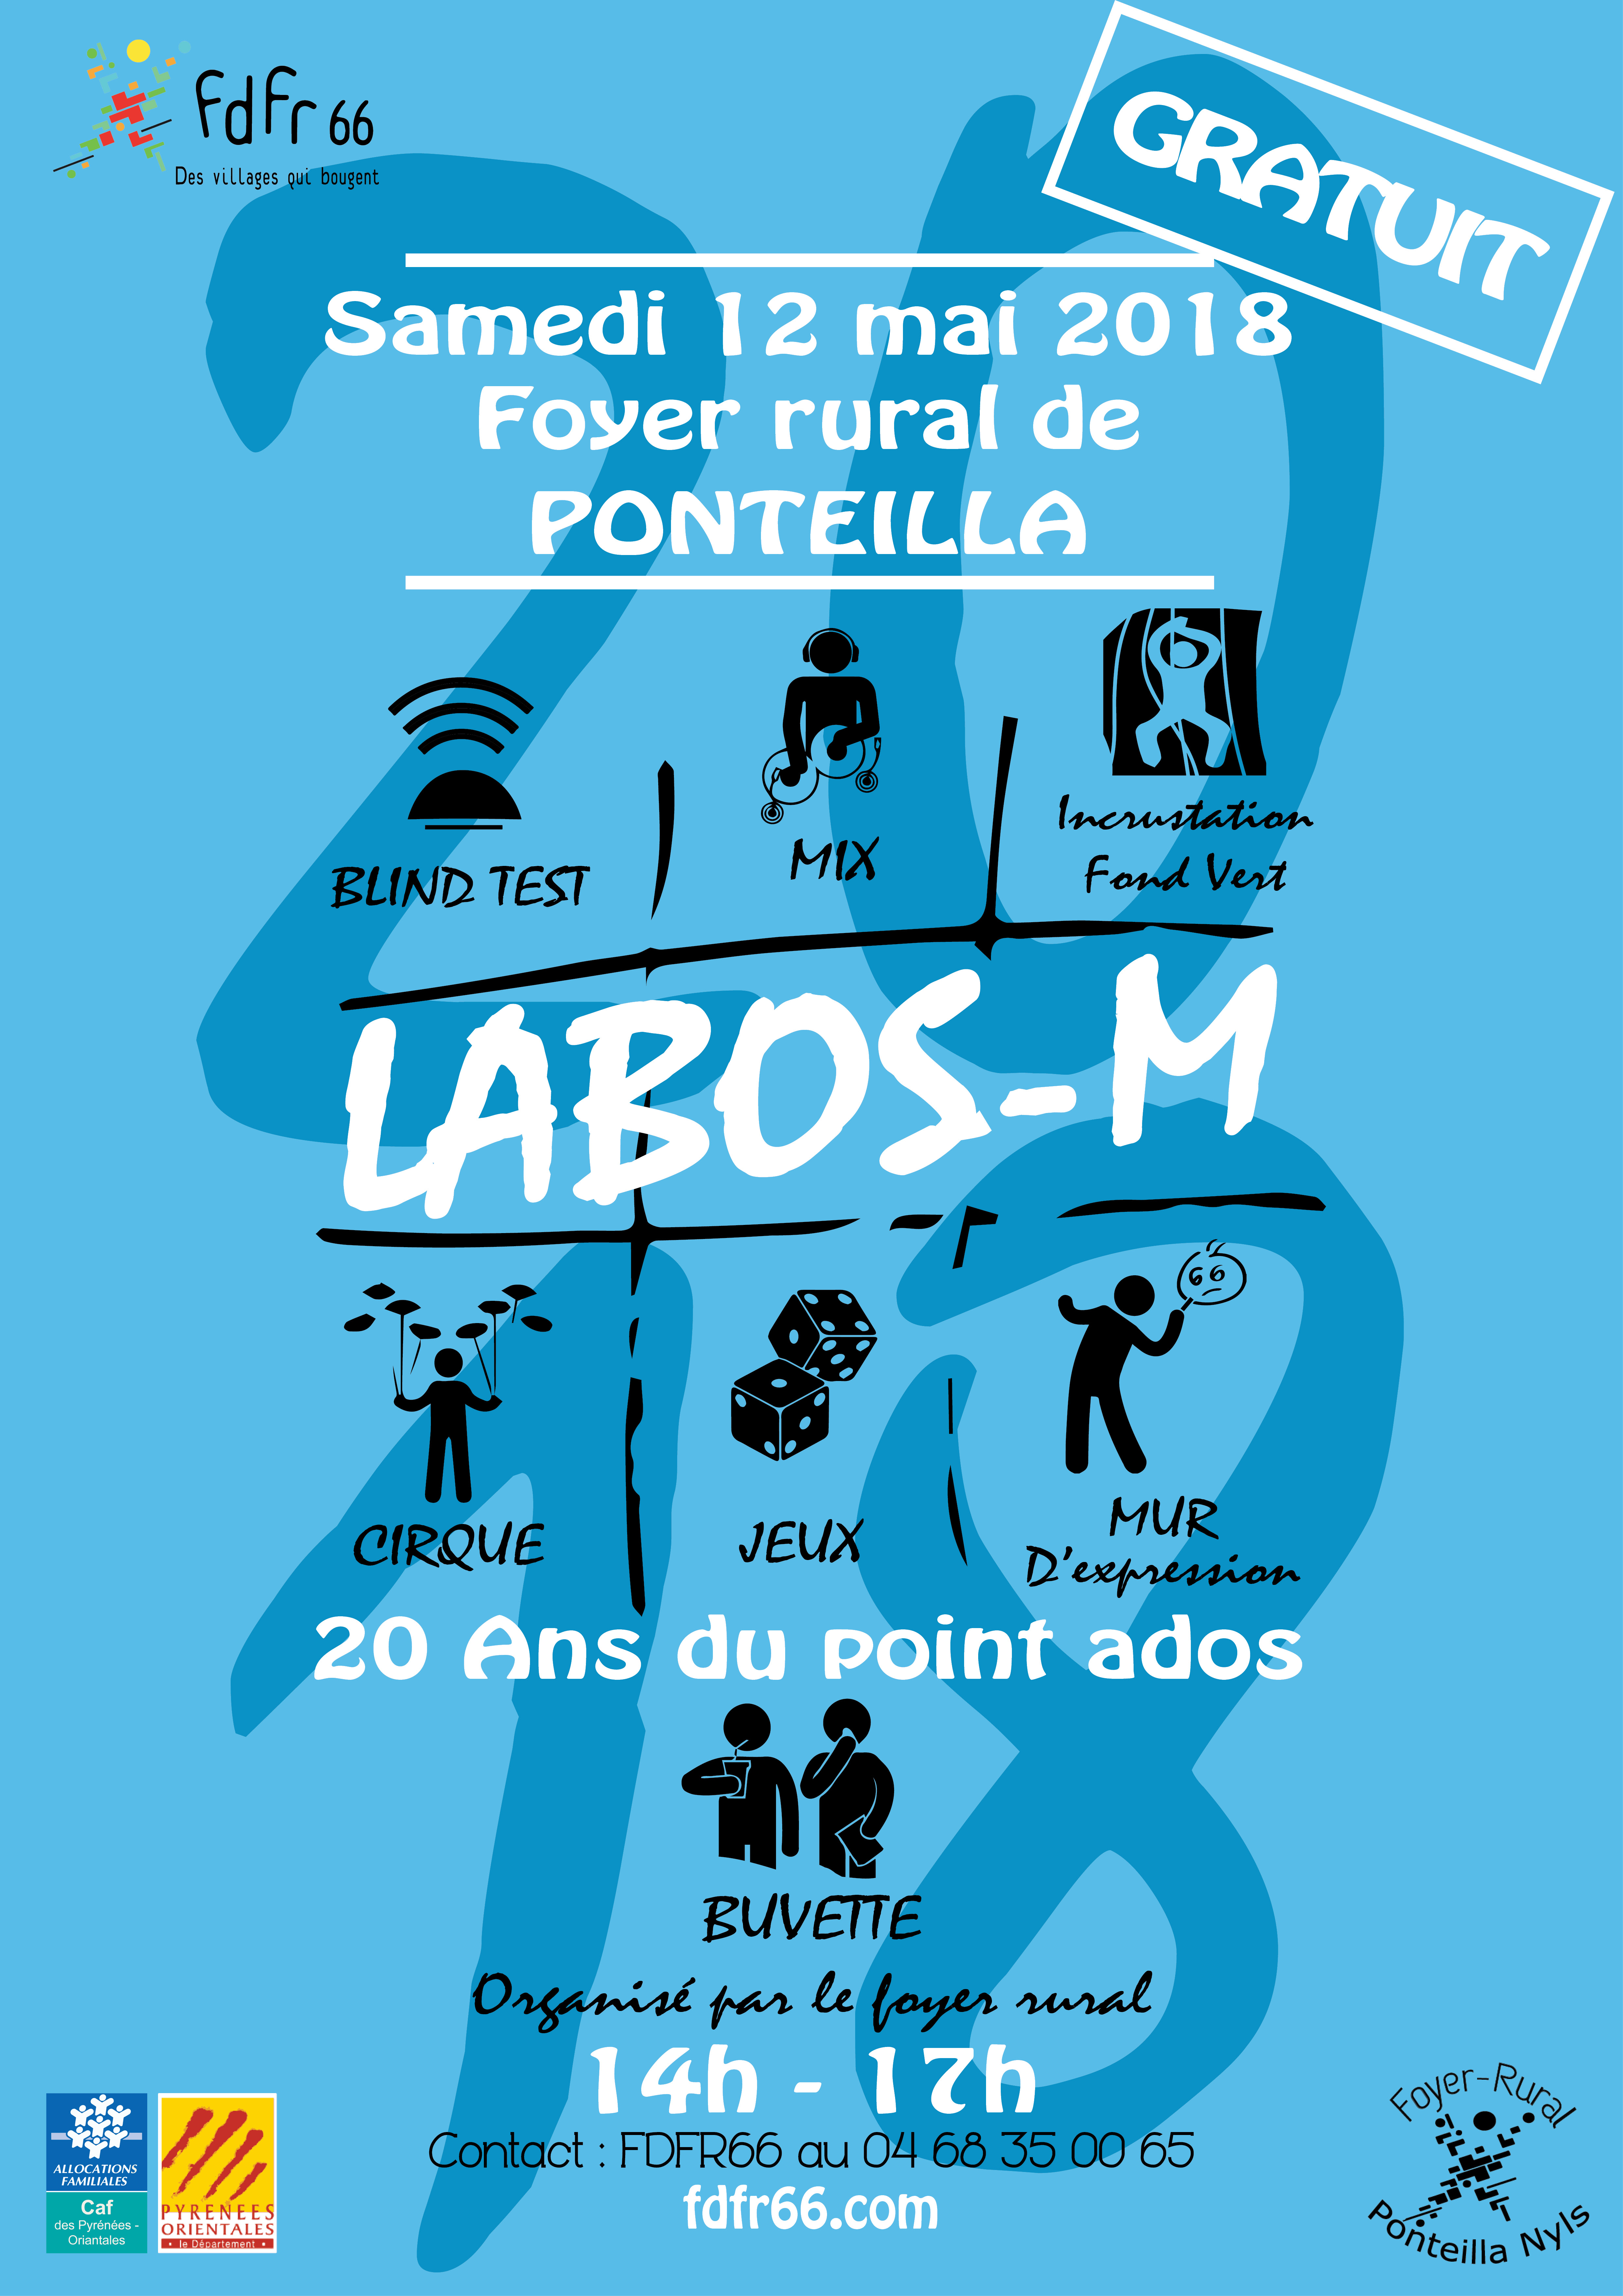 fdfr 66
Des villages qui bougent
GRATUIT
Samedi 12 mai 2018
Foyer rural de
PONTEILLA
BLIND TEST
MIX
Incrustation
Fond Vert
LABOS-M
CIRQUE
JEUX
66
MUR
D'expression
20 Ans du point ados
BUVETTE
Organisé par le foyer rural
14h - 17h
Contact : FDFR66 au 04 68 35 00 65
fdfr66.com
ALLOCATIONS
FAMILIALES
Caf
des Pyrénées -
Oriantales
PYRENEES
ORIENTALES
• le Département •
Foyer-Rural
Ponteilla Nyls
2018